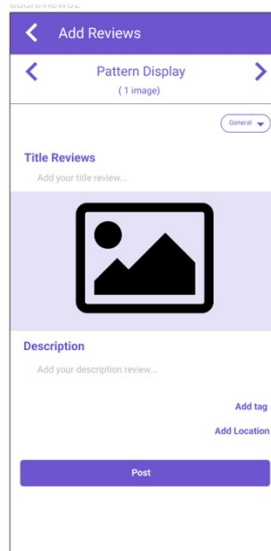 addreview02
Add Reviews
Pattern Display
( 1 image)
General
Title Reviews
Add your title review...
Description
Add your description review...
Add tag
Add Location
Post